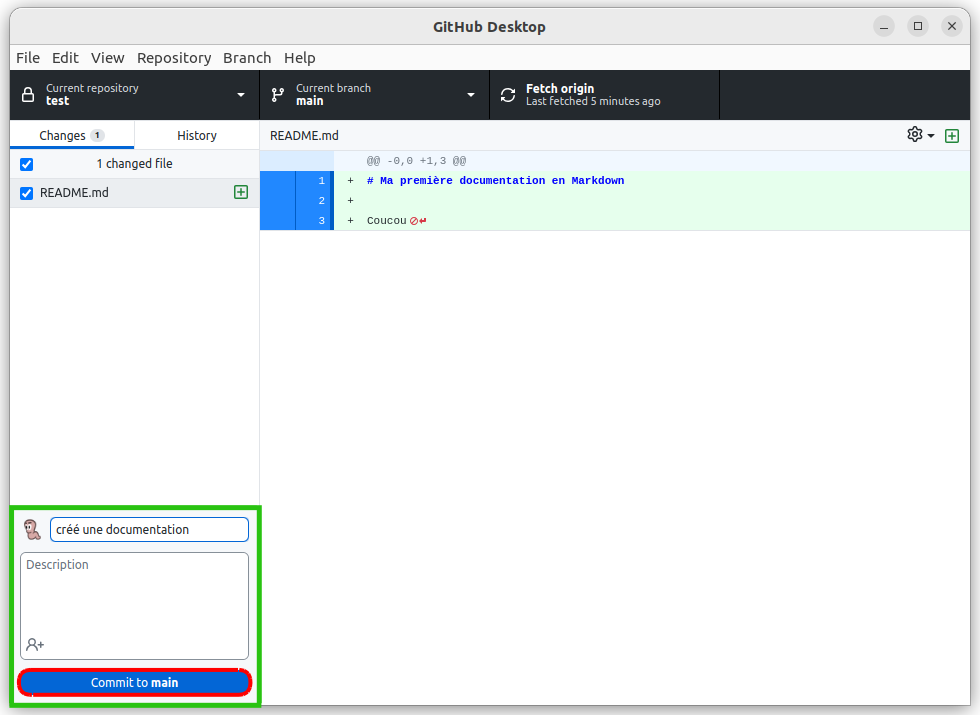 GitHub Desktop
File Edit View Repository Branch Help
Current repository
test
Current branch
main
Fetch origin
Last fetched 5 minutes ago
Changes 1 History
README.md
1 changed file
README.md
@@ -0,0 +1,3 @@
1 + # Ma première documentation en Markdown
2 +
3 + Coucou
créé une documentation
Description
Commit to main